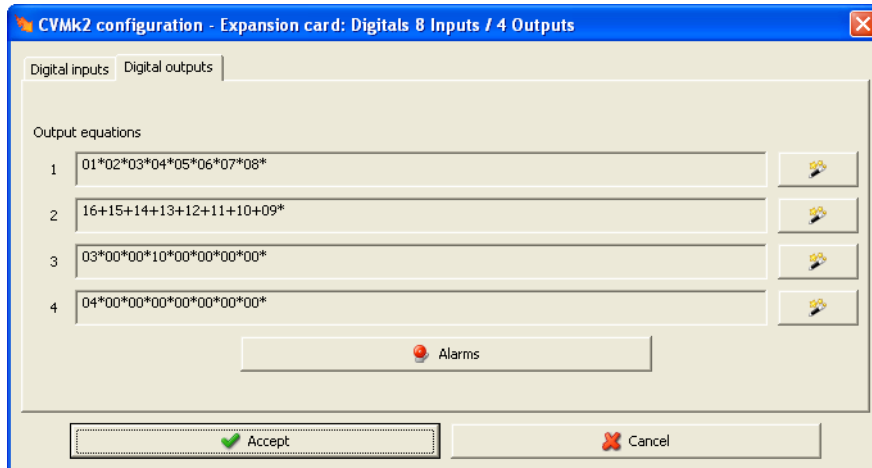 CVMk2 configuration - Expansion card: Digitals 8 Inputs / 4 Outputs
Digital inputs Digital outputs
Output equations
1 01*02*03*04*05*06*07*08*
2 16+15+14+13+12+11+10+09*
3 03*00*00*10*00*00*00*00*
4 04*00*00*00*00*00*00*00*
Alarms
Accept Cancel